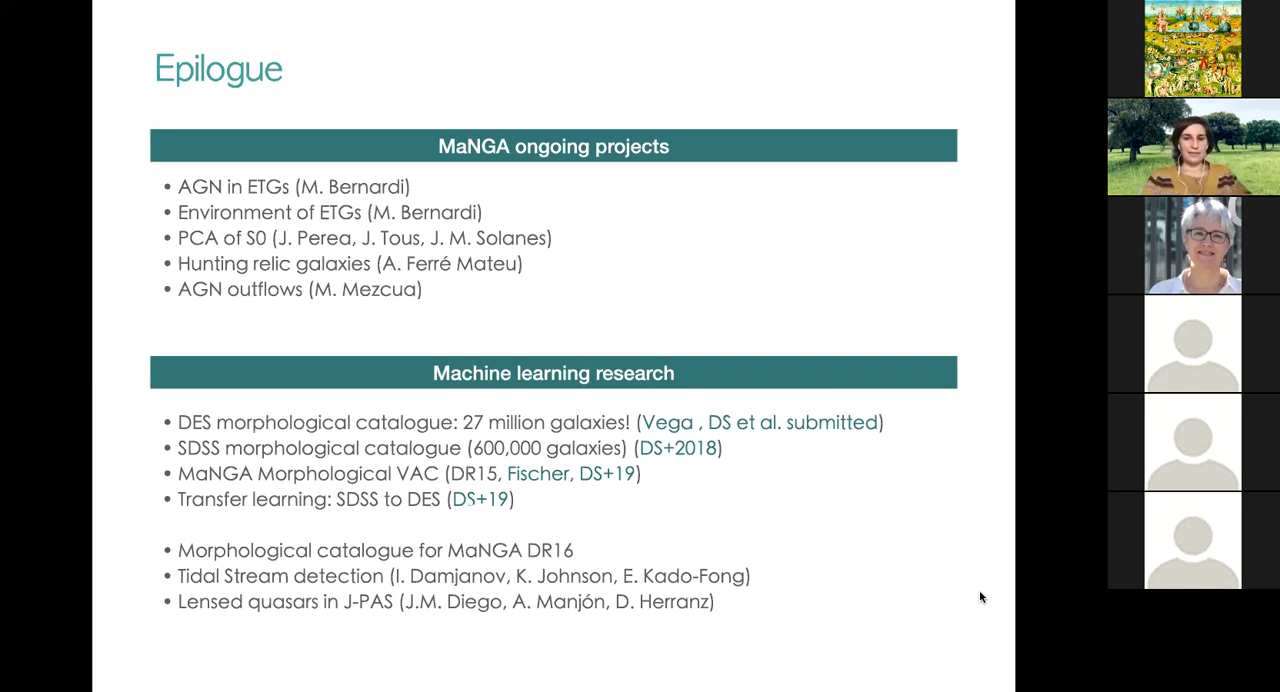 Epilogue
MaNGA ongoing projects
• AGN in ETGs (M. Bernardi)
• Environment of ETGs (M. Bernardi)
• PCA of S0 (J. Perea, J. Tous, J. M. Solanes)
• Hunting relic galaxies (A. Ferré Mateu)
• AGN outflows (M. Mezcua)
Machine learning research
• DES morphological catalogue: 27 million galaxies! (Vega , DS et al. submitted)
• SDSS morphological catalogue (600,000 galaxies) (DS+2018)
• MaNGA Morphological VAC (DR15, Fischer, DS+19)
• Transfer learning: SDSS to DES (DS+19)
• Morphological catalogue for MaNGA DR16
• Tidal Stream detection (I. Damjanov, K. Johnson, E. Kado-Fong)
• Lensed quasars in J-PAS (J.M. Diego, A. Manjón, D. Herranz)